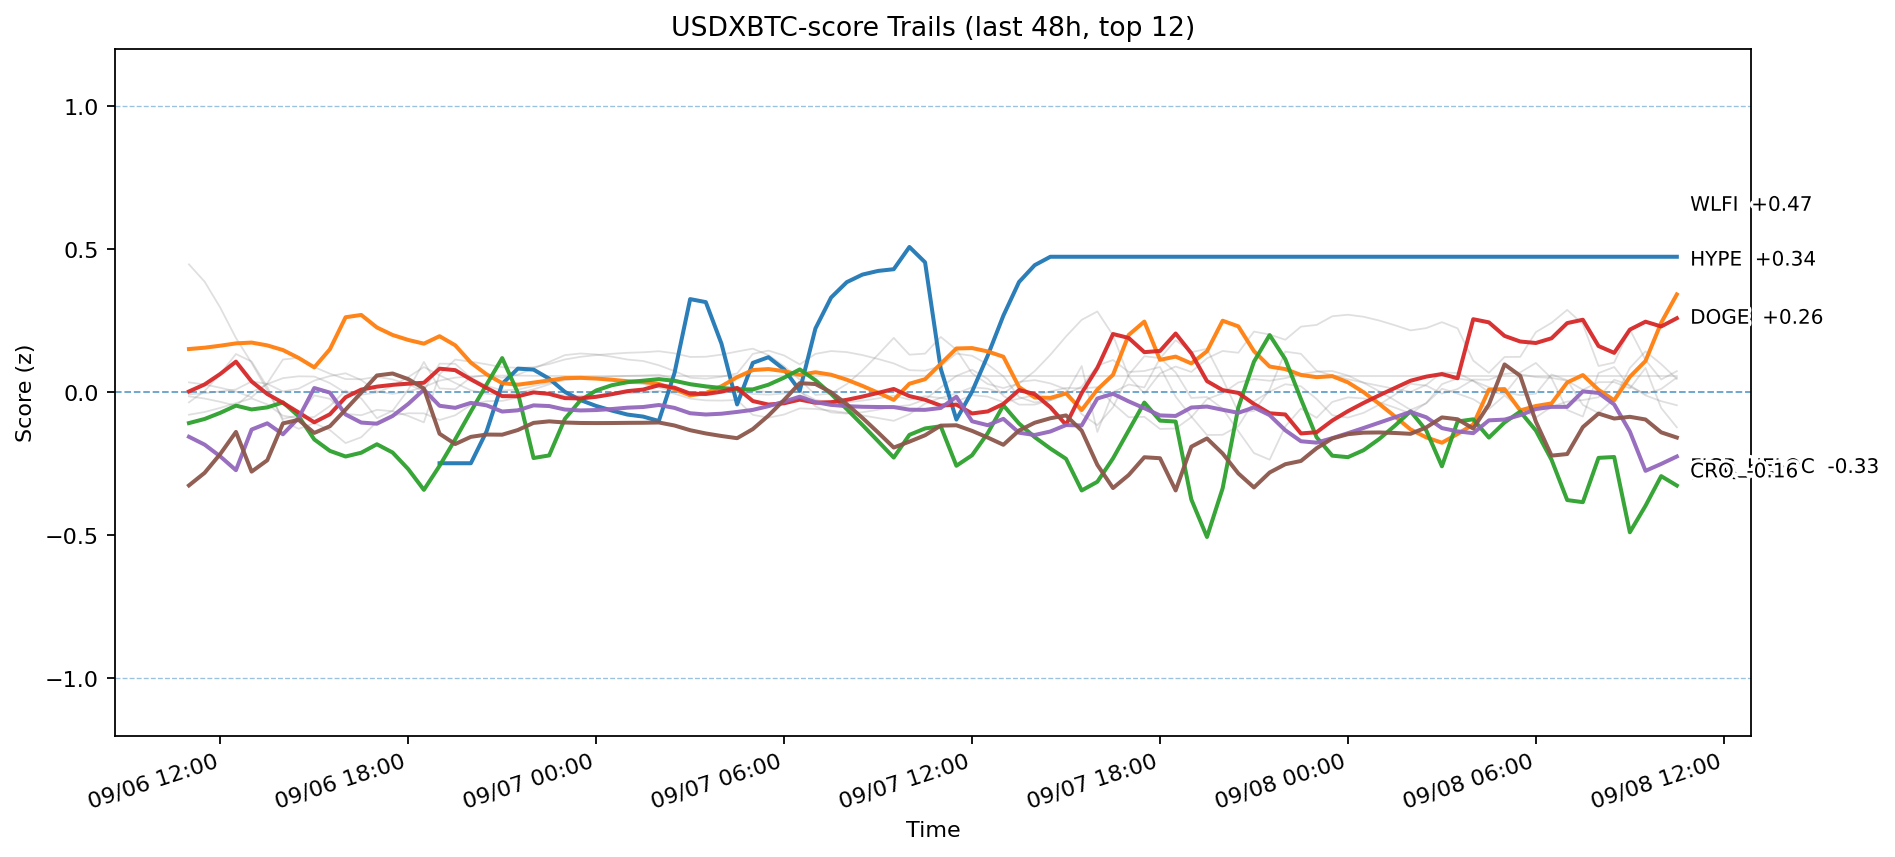 USDXBTC-score Trails (last 48h, top 12)
Score (z)
1.0
0.5
0.0
−0.5
−1.0
WLFI +0.47
HYPE +0.34
DOGE +0.26
C -0.33
CRO -0.16
09/06 12:00
09/06 18:00
09/07 00:00
09/07 06:00
09/07 12:00
09/07 18:00
09/08 00:00
09/08 06:00
09/08 12:00
Time